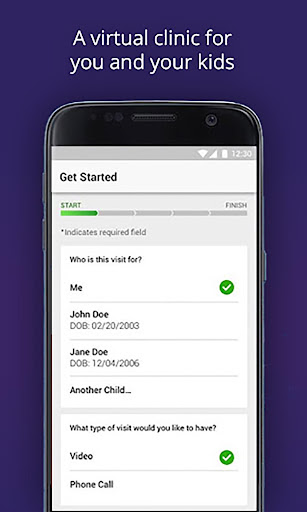 A virtual clinic for
you and your kids
12:30
Get Started
START
FINISH
*Indicates required field
Who is this visit for?
Me
John Doe
DOB: 02/20/2003
Jane Doe
DOB: 12/04/2006
Another Child...
What type of visit would you like to have?
Video
Phone Call